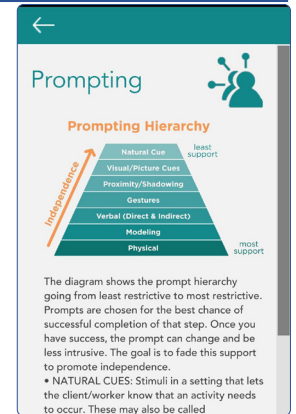 Prompting
Prompting Hierarchy
Natural Cue
least
support
Visual/Picture Cues
Proximity/Shadowing
Gestures
Verbal (Direct & Indirect)
Modeling
Physical
most
support
Independence
The diagram shows the prompt hierarchy
going from least restrictive to most restrictive.
Prompts are chosen for the best chance of
successful completion of that step. Once you
have success, the prompt can change and be
less intrusive. The goal is to fade this support
to promote independence.
• NATURAL CUES: Stimuli in a setting that lets
the client/worker know that an activity needs
to occur. These may also be called